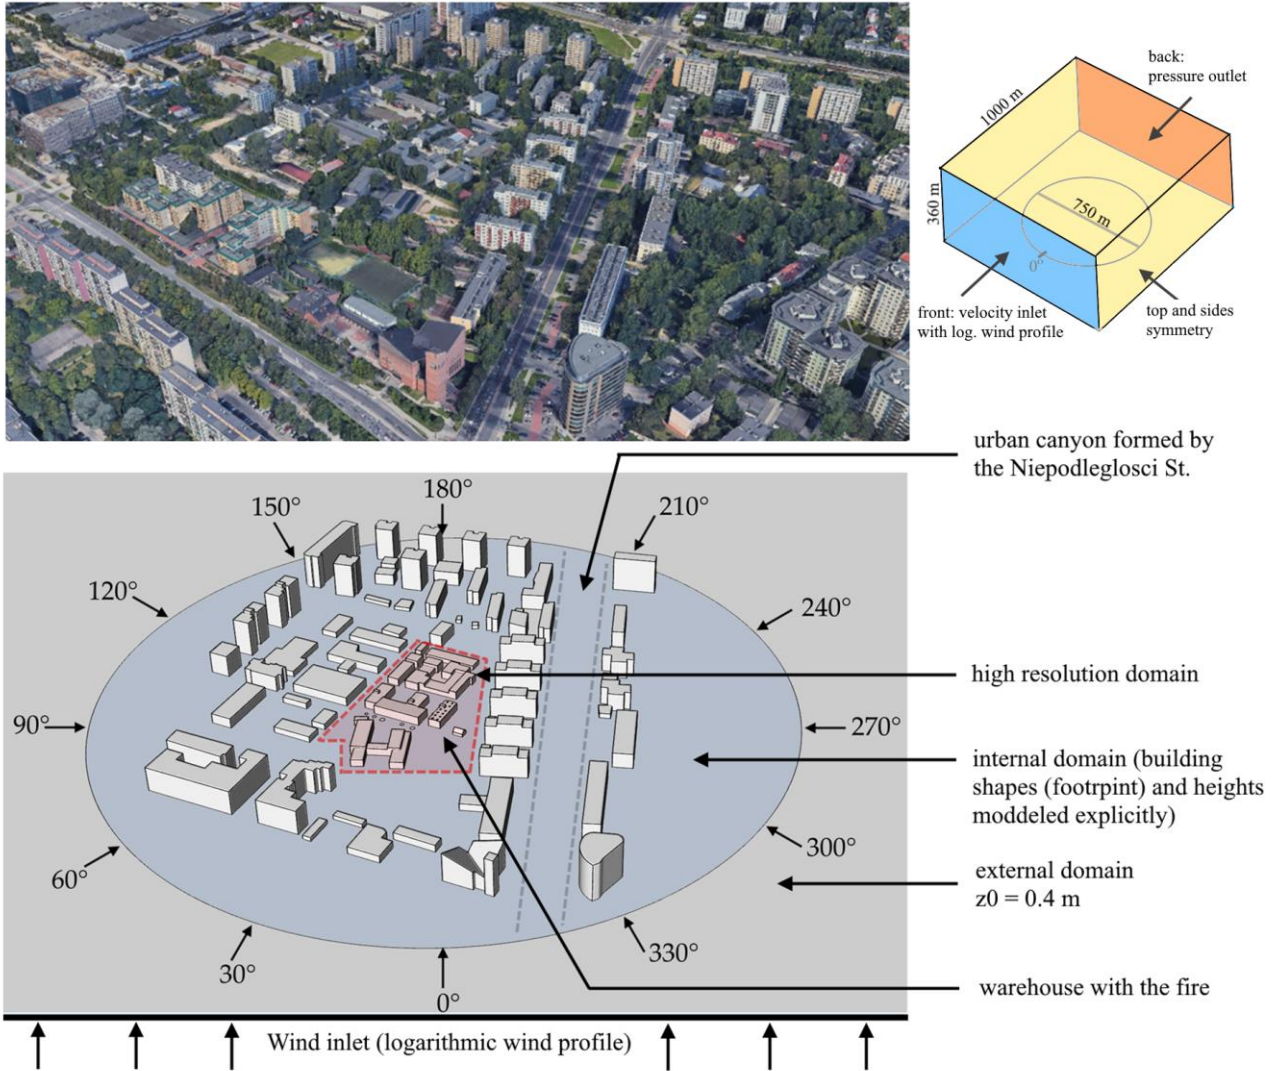 back:
pressure outlet
1000 m
360 m
750 m
0°
front: velocity inlet
with log. wind profile
top and sides
symmetry
urban canyon formed by
the Niepodleglosci St.
180°
150°
210°
120°
240°
high resolution domain
90°
270°
internal domain (building
shapes (footrpint) and heights
moddeled explicitly)
300°
60°
external domain
z0 = 0.4 m
330°
30°
0°
warehouse with the fire
Wind inlet (logarithmic wind profile)